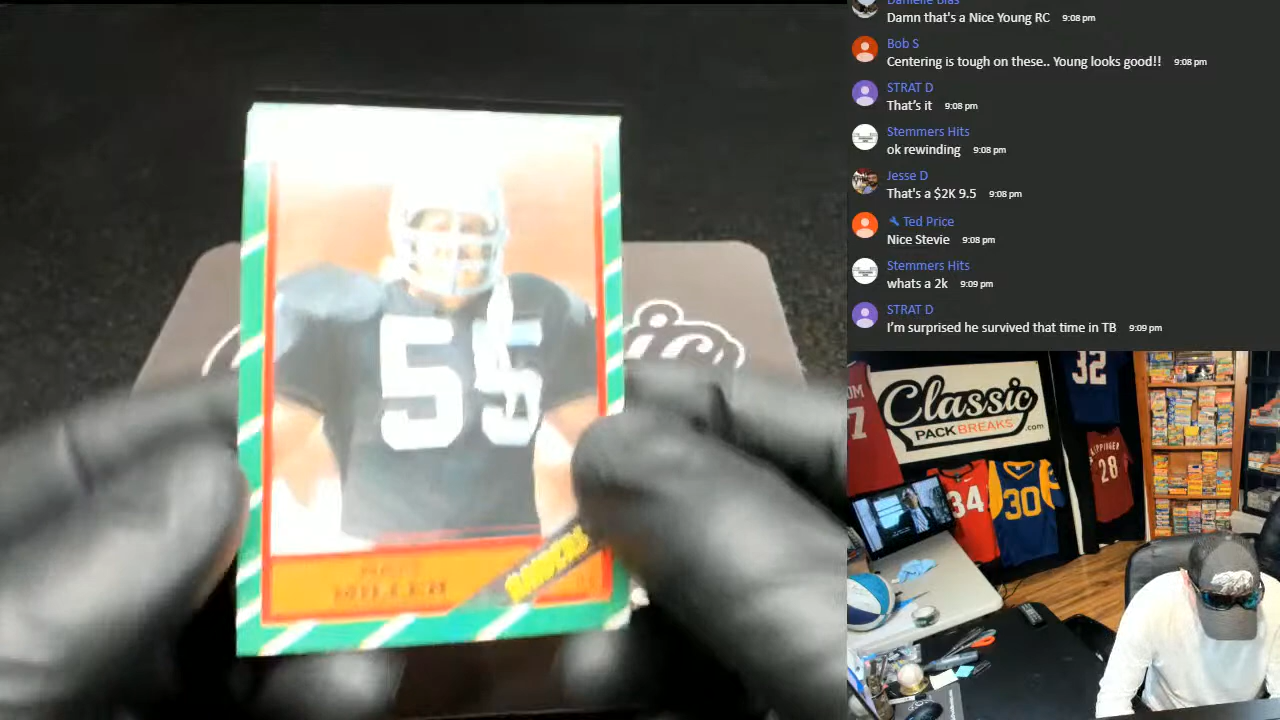 Damn that's a Nice Young RC 9:08 pm
Bob S
Centering is tough on these.. Young looks good!! 9:08 pm
STRAT D
That's it 9:08 pm
Stemmers Hits
ok rewinding 9:08 pm
Jesse D
That's a $2K 9.5 9:08 pm
Ted Price
Nice Stevie 9:08 pm
Stemmers Hits
whats a 2k 9:09 pm
STRAT D
I'm surprised he survived that time in TB 9:09 pm
55
MILLEN
RAIDERS
Classic
PACK BREAKS .com
32
7
34
30
28